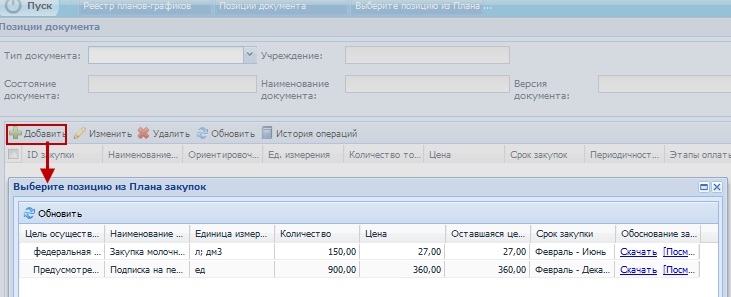 Пуск Реестр планов-графиков Позиции документа Выберите позицию из Плана ...
Позиции документа
Тип документа: Учреждение:
Состояние документа: Наименование документа: Версия документа:
Добавить Изменить Удалить Обновить История операций
ID закупки Наименование... Ориентировоч... Ед. измерения Количество то... Цена Срок закупок Периодичност... Этапы оплаты
Выберите позицию из Плана закупок
Обновить
Цель осуществ... Наименование ... Единица измер... Количество Цена Оставшаяся це... Срок закупки Обоснование за...
федеральная Закупка молочн... л; дм3 150,00 27,00 27,00 Февраль - Июнь Скачать [Посм...
Предусмотре... Подписка на пе... ед 900,00 360,00 360,00 Февраль - Дека... Скачать [Посм...